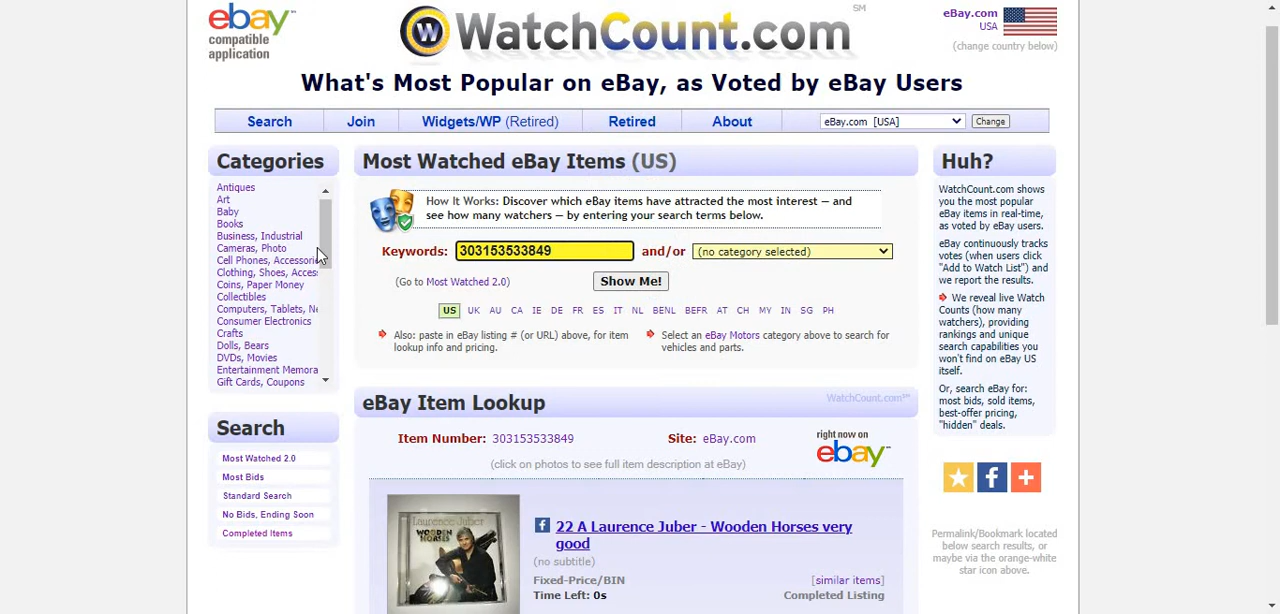 ebay™
compatible
application
WatchCount.com SM
eBay.com
USA
(change country below)
What's Most Popular on eBay, as Voted by eBay Users
Search Join Widgets/WP (Retired) Retired About eBay.com [USA] Change
Categories
Antiques
Art
Baby
Books
Business, Industrial
Cameras, Photo
Cell Phones, Accessorie
Clothing, Shoes, Access
Coins, Paper Money
Collectibles
Computers, Tablets, Ne
Consumer Electronics
Crafts
Dolls, Bears
DVDs, Movies
Entertainment Memora
Gift Cards, Coupons
Search
Most Watched 2.0
Most Bids
Standard Search
No Bids, Ending Soon
Completed Items
Most Watched eBay Items (US)
How It Works: Discover which eBay items have attracted the most interest — and
see how many watchers — by entering your search terms below.
Keywords: 303153533849 and/or (no category selected)
(Go to Most Watched 2.0) Show Me!
US UK AU CA IE DE FR ES IT NL BENL BEFR AT CH MY IN SG PH
Also: paste in eBay listing # (or URL) above, for item
lookup info and pricing.
Select an eBay Motors category above to search for
vehicles and parts.
eBay Item Lookup WatchCount.com℠
Item Number: 303153533849 Site: eBay.com right now on
ebay™
(click on photos to see full item description at eBay)
Laurence Juber
WOODEN
HORSES
22 A Laurence Juber - Wooden Horses very
good
(no subtitle)
Fixed-Price/BIN [similar items]
Time Left: 0s Completed Listing
Huh?
WatchCount.com shows
you the most popular
eBay items in real-time,
as voted by eBay users.
eBay continuously tracks
votes (when users click
"Add to Watch List") and
we report the results.
We reveal live Watch
Counts (how many
watchers), providing
rankings and unique
search capabilities you
won't find on eBay US
itself.
Or, search eBay for:
most bids, sold items,
best-offer pricing,
"hidden" deals.
Permalink/Bookmark located
below search results, or
maybe via the orange-white
star icon above.